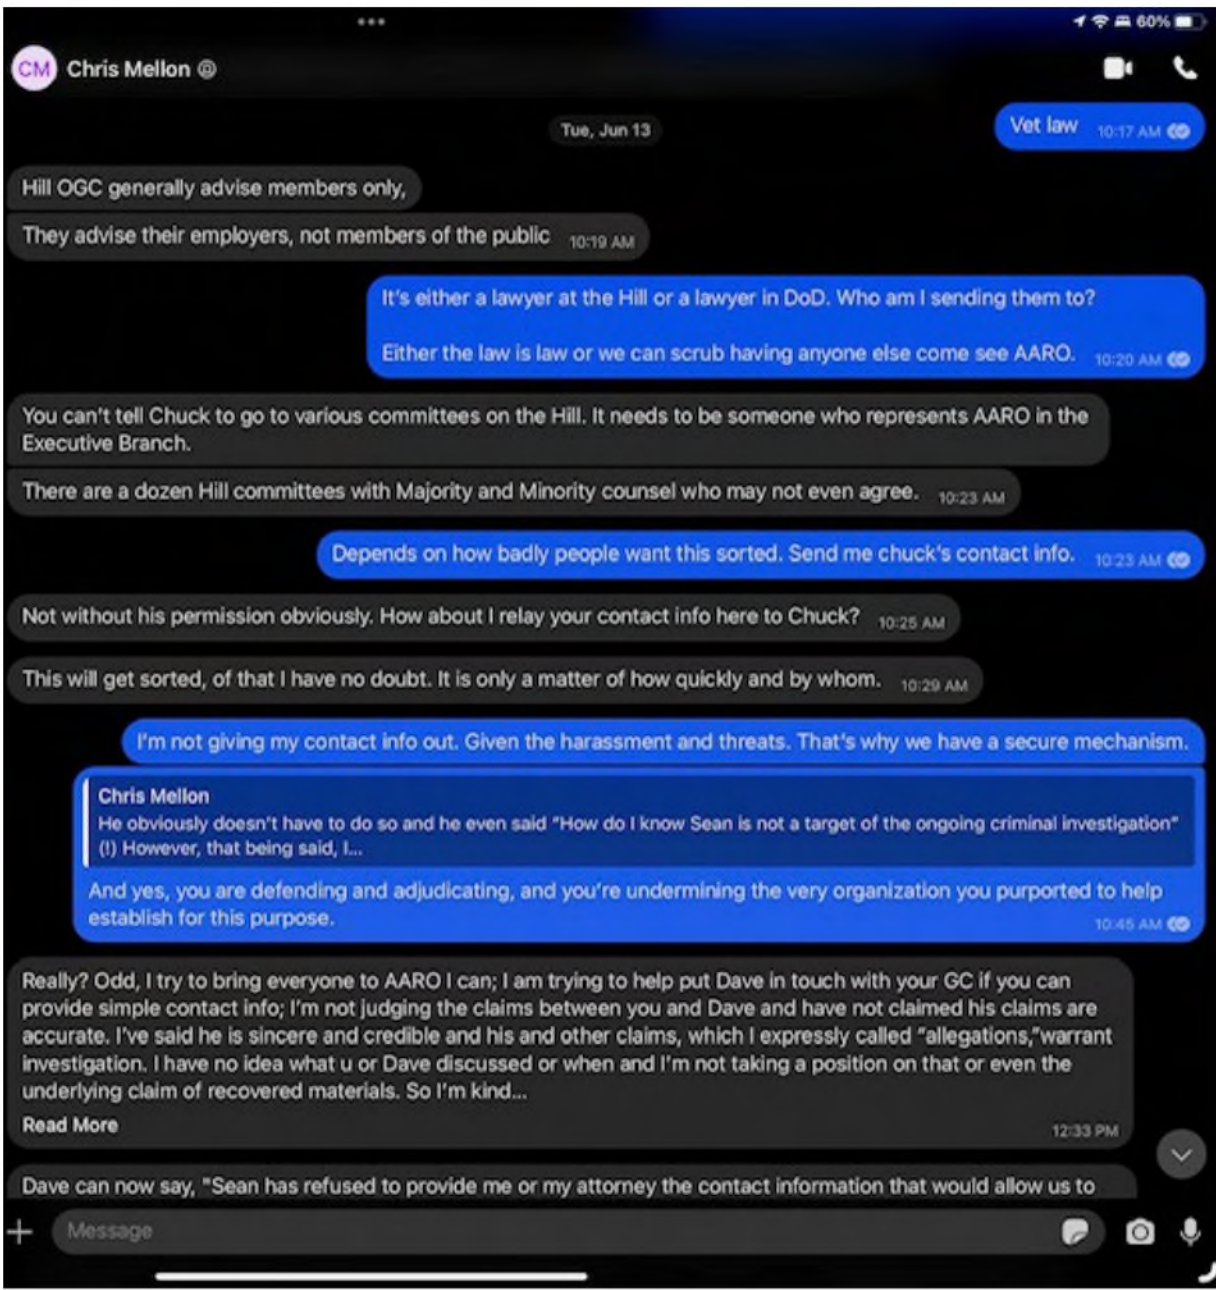 60%
CM Chris Mellon
Tue, Jun 13
Vet law 10:17 AM
Hill OGC generally advise members only,
They advise their employers, not members of the public 10:19 AM
It's either a lawyer at the Hill or a lawyer in DoD. Who am I sending them to?
Either the law is law or we can scrub having anyone else come see AARO. 10:20 AM
You can't tell Chuck to go to various committees on the Hill. It needs to be someone who represents AARO in the
Executive Branch.
There are a dozen Hill committees with Majority and Minority counsel who may not even agree. 10:23 AM
Depends on how badly people want this sorted. Send me chuck's contact info. 10:23 AM
Not without his permission obviously. How about I relay your contact info here to Chuck? 10:25 AM
This will get sorted, of that I have no doubt. It is only a matter of how quickly and by whom. 10:29 AM
I'm not giving my contact info out. Given the harassment and threats. That's why we have a secure mechanism.
Chris Mellon
He obviously doesn't have to do so and he even said "How do I know Sean is not a target of the ongoing criminal investigation"
(!) However, that being said, I...
And yes, you are defending and adjudicating, and you're undermining the very organization you purported to help
establish for this purpose. 10:45 AM
Really? Odd, I try to bring everyone to AARO I can; I am trying to help put Dave in touch with your GC if you can
provide simple contact info; I'm not judging the claims between you and Dave and have not claimed his claims are
accurate. I've said he is sincere and credible and his and other claims, which I expressly called "allegations,"warrant
investigation. I have no idea what u or Dave discussed or when and I'm not taking a position on that or even the
underlying claim of recovered materials. So I'm kind...
Read More 12:33 PM
Dave can now say, "Sean has refused to provide me or my attorney the contact information that would allow us to
Message